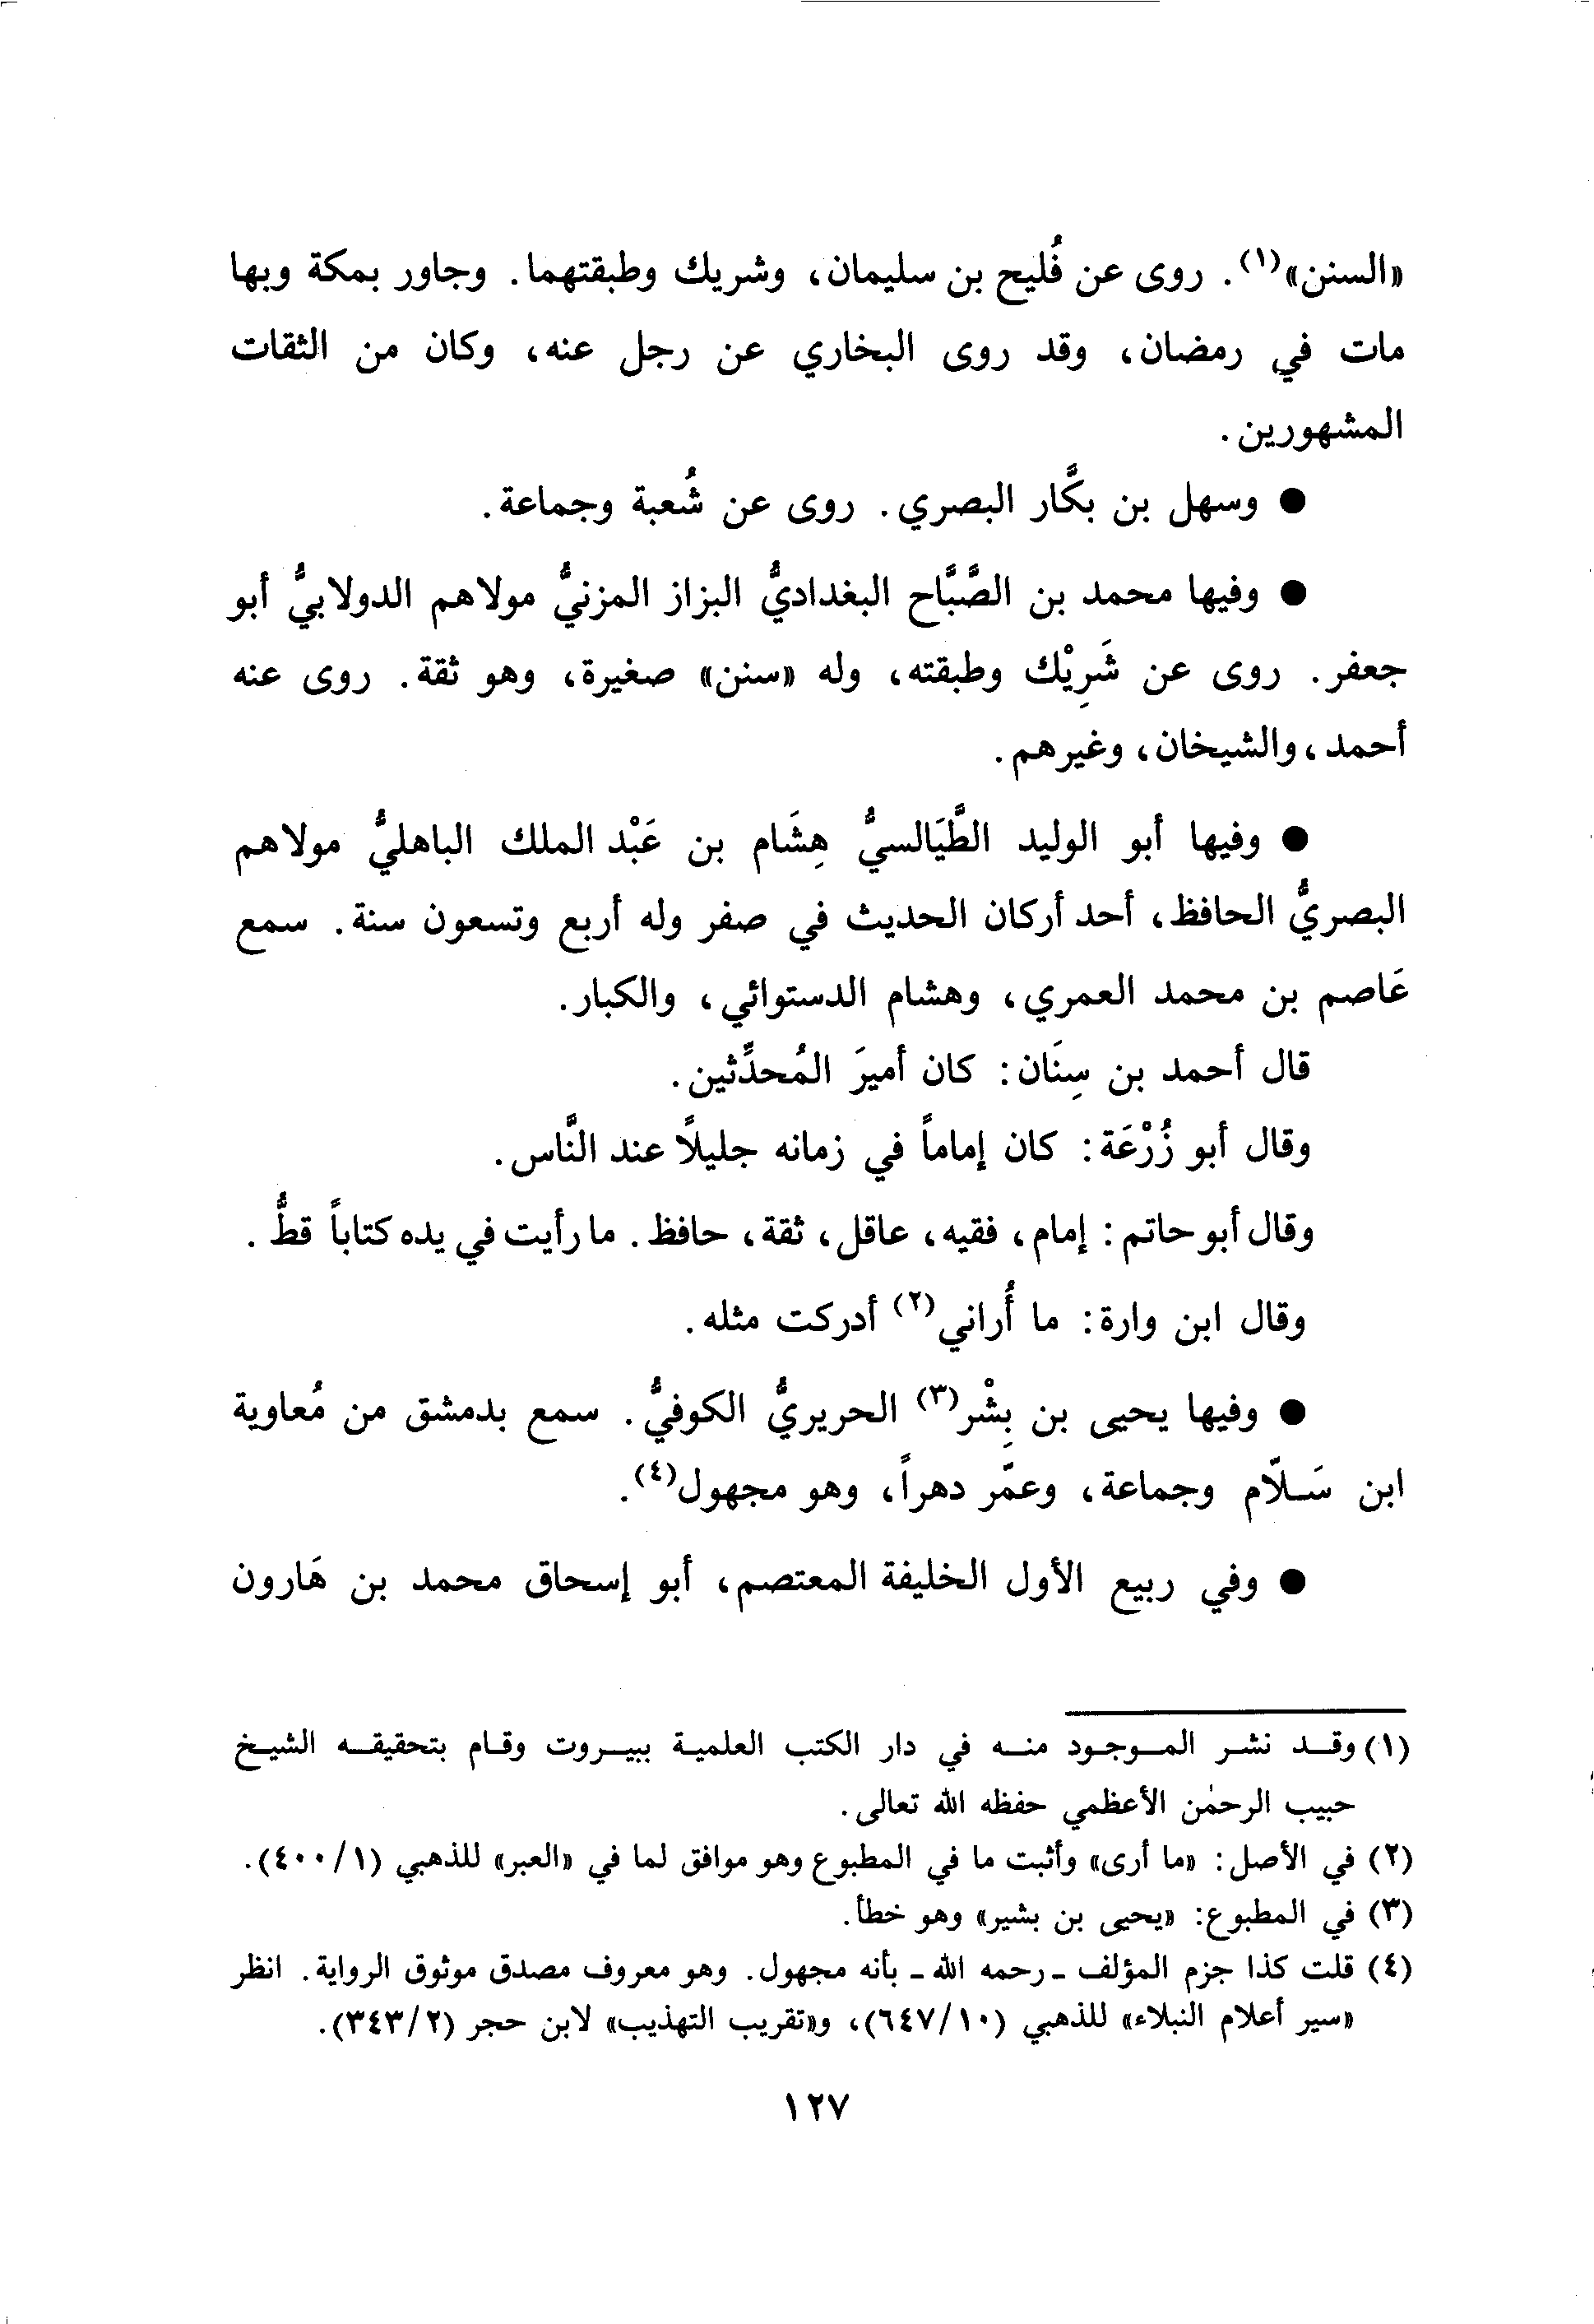 «السنن»(١). روى عن فُليح بن سليمان، وشريك وطبقتهما. وجاور بمكة وبها
مات في رمضان، وقد روى البخاري عن رجل عنه، وكان من الثقات
المشهورين.
● وسهل بن بكَّار البصري. روى عن شُعبة وجماعة.
● وفيها محمد بن الصَّبَّاح البغداديُّ البزاز المزنيُّ مولاهم الدولابيُّ أبو
جعفر. روى عن شَرِيْك وطبقته، وله «سنن» صغيرة، وهو ثقة. روى عنه
أحمد، والشيخان، وغيرهم.
● وفيها أبو الوليد الطَّيَالسيُّ هِشَام بن عَبْد الملك الباهليُّ مولاهم
البصريُّ الحافظ، أحد أركان الحديث في صفر وله أربع وتسعون سنة. سمع
عَاصم بن محمد العمري، وهشام الدستوائي، والكبار.
قال أحمد بن سِنَان: كان أميرَ المُحدِّثين.
وقال أبو زُرْعَة: كان إماماً في زمانه جليلاً عند النَّاس.
وقال أبو حاتم: إمام، فقيه، عاقل، ثقة، حافظ. ما رأيت في يده كتاباً قطُّ.
وقال ابن وارة: ما أُراني(٢) أدركت مثله.
● وفيها يحيى بن بِشْر(٣) الحريريُّ الكوفيُّ. سمع بدمشق من مُعاوية
ابن سَلاَّم وجماعة، وعمَّر دهراً، وهو مجهول(٤).
● وفي ربيع الأول الخليفة المعتصم، أبو إسحاق محمد بن هَارون
(١) وقد نشر الموجود منه في دار الكتب العلمية ببيروت وقام بتحقيقه الشيخ
حبيب الرحمٰن الأعظمي حفظه الله تعالى.
(٢) في الأصل: «ما أرى» وأثبت ما في المطبوع وهو موافق لما في «العبر» للذهبي (١/٤٠٠).
(٣) في المطبوع: «يحيى بن بشير» وهو خطأ.
(٤) قلت كذا جزم المؤلف ـ رحمه الله ـ بأنه مجهول. وهو معروف مصدق موثوق الرواية. انظر
«سير أعلام النبلاء» للذهبي (١٠/٦٤٧)، و«تقريب التهذيب» لابن حجر (٢/٣٤٣).
١٢٧